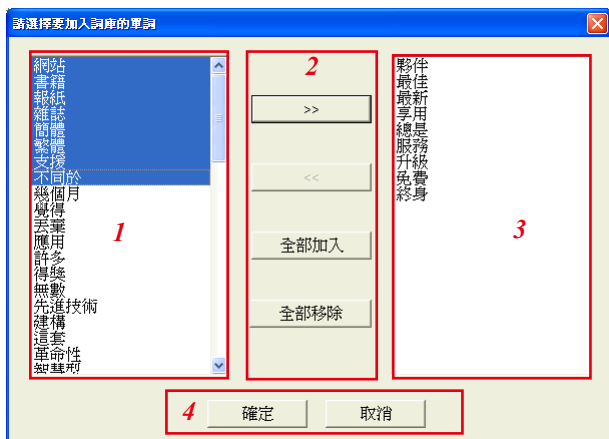 請選擇要加入詞庫的單詞
網站
書籍
報紙
雜誌
簡體
繁體
支援
不同於
幾個月
覺得
丟棄
應用
許多
得獎
無數
先進技術
建構
這套
革命性
智慧型
1
2
>>
<<
全部加入
全部移除
夥伴
最佳
最新
享用
總是
服務
升級
免費
終身
3
4
確定
取消